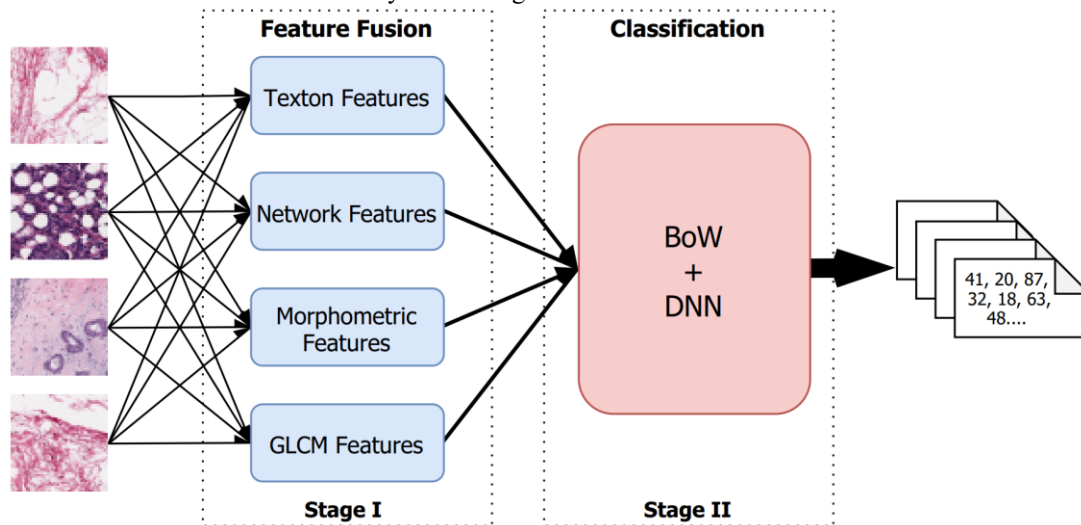 Feature Fusion
Classification
Texton Features
Network Features
Morphometric
Features
GLCM Features
BoW
+
DNN
41, 20, 87,
32, 18, 63,
48....
Stage I
Stage II